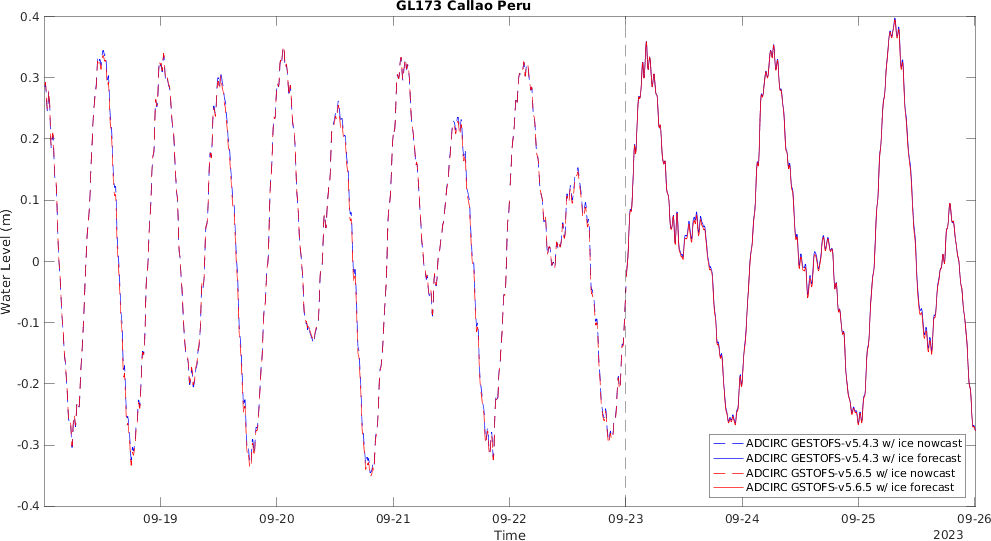 GL173 Callao Peru
Water Level (m)
0.4
0.3
0.2
0.1
0
-0.1
-0.2
-0.3
-0.4
ADCIRC GESTOFS-v5.4.3 w/ ice nowcast
ADCIRC GESTOFS-v5.4.3 w/ ice forecast
ADCIRC GSTOFS-v5.6.5 w/ ice nowcast
ADCIRC GSTOFS-v5.6.5 w/ ice forecast
09-19 09-20 09-21 09-22 09-23 09-24 09-25 09-26
Time
2023